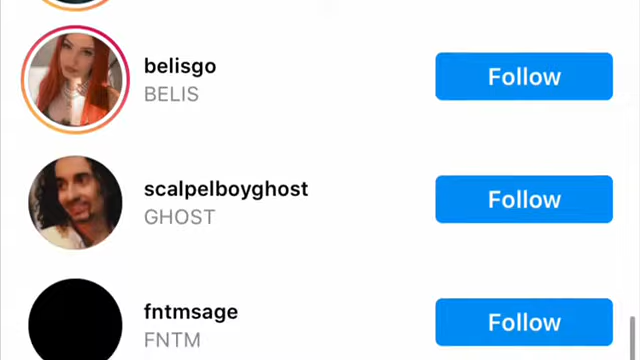 belisgo
BELIS
Follow
scalpelboyghost
GHOST
Follow
fntmsage
FNTM
Follow